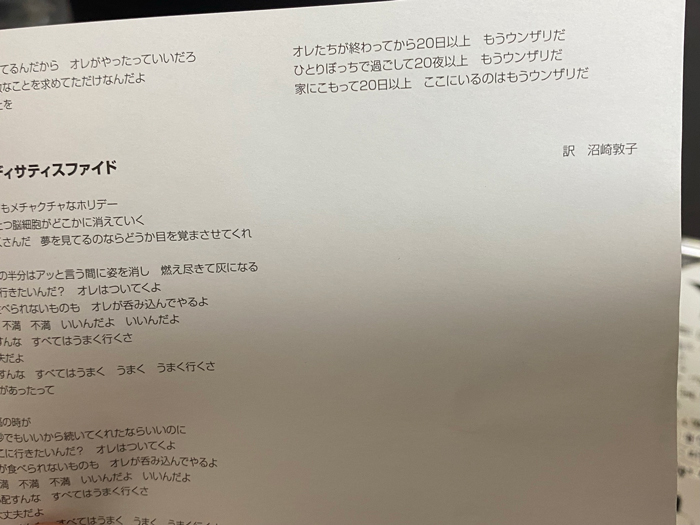 てるんだから オレがやったっていいだろ
なことを求めてただけなんだよ
を
ディサティスファイド
もメチャクチャなホリデー
つ脳細胞がどこかに消えていく
さんだ 夢を見てるのならどうか目を覚まさせてくれ
の半分はアッと言う間に姿を消し 燃え尽きて灰になる
行きたいんだ? オレはついてくよ
べられないものも オレが呑み込んでやるよ
不満 不満 いいんだよ いいんだよ
すんな すべてはうまく行くさ
夫だよ
すんな すべてはうまく うまく うまく行くさ
があったって
の時が
でもいいから続いてくれたならいいのに
こに行きたいんだ? オレはついてくよ
が食べられないものも オレが呑み込んでやるよ
満 不満 不満 いいんだよ いいんだよ
配すんな すべてはうまく行くさ
丈夫だよ
すべてはうまく うまく うまく行くさ
オレたちが終わってから20日以上 もうウンザリだ
ひとりぼっちで過ごして20夜以上 もうウンザリだ
家にこもって20日以上 ここにいるのはもうウンザリだ
訳 沼崎敦子